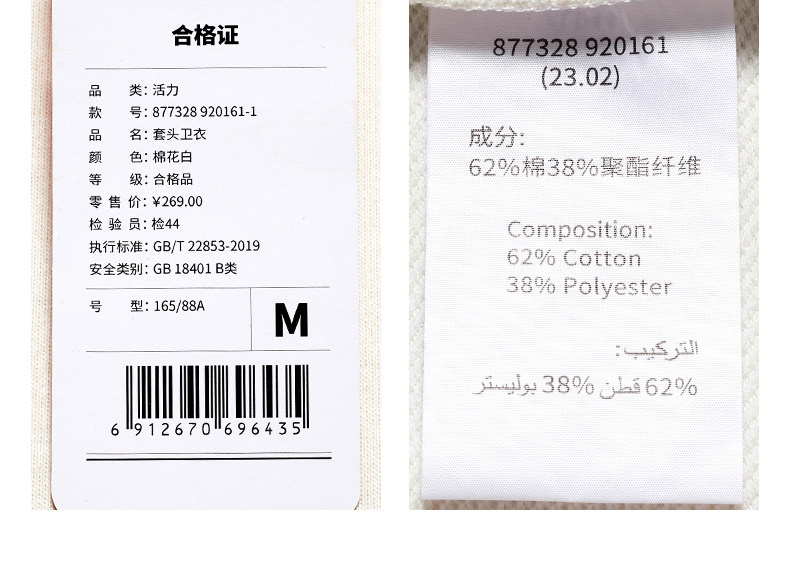 合格证
品 类: 活力
款 号: 877328 920161-1
品 名: 套头卫衣
颜 色: 棉花白
等 级: 合格品
零 售 价: ¥269.00
检 验 员: 检44
执行标准: GB/T 22853-2019
安全类别: GB 18401 B类
号 型: 165/88A
M
6 912670 696435
877328 920161
(23.02)
成分:
62%棉38%聚酯纤维
Composition:
62% Cotton
38% Polyester
التركيب:
62% قطن 38% بوليستر